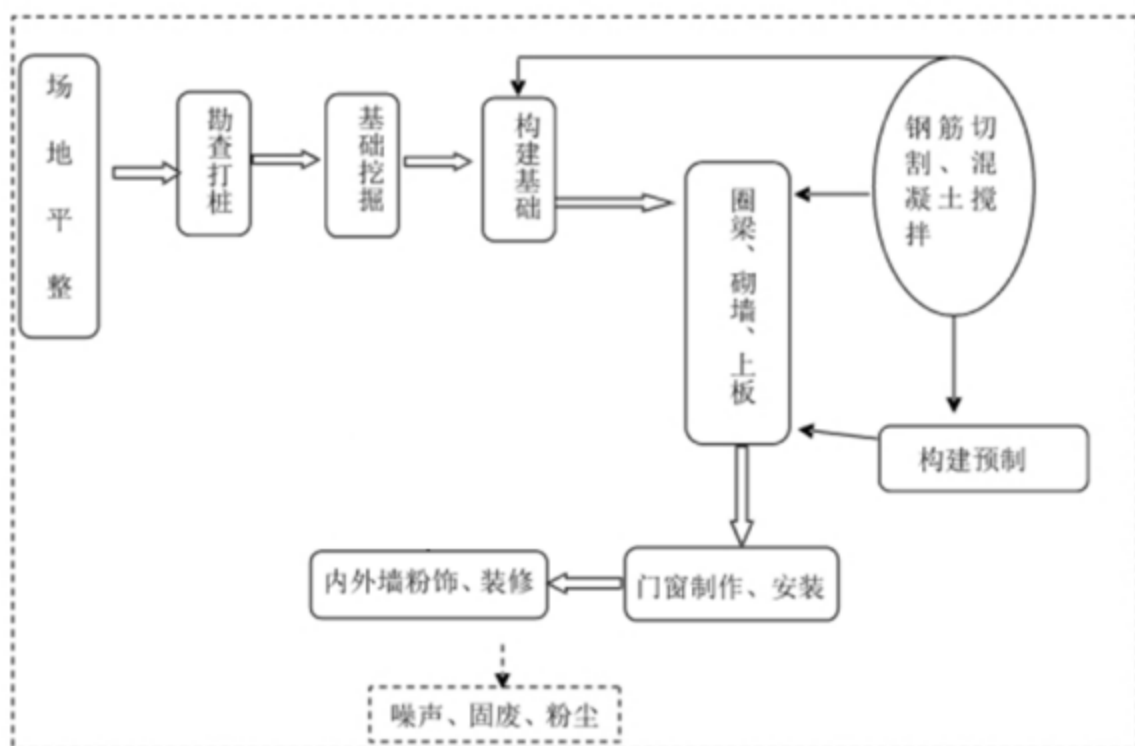 场地平整
勘查打桩
基础挖掘
构建基础
圈梁、砌墙、上板
钢筋切
割、混
凝土搅
拌
构建预制
门窗制作、安装
内外墙粉饰、装修
噪声、固废、粉尘